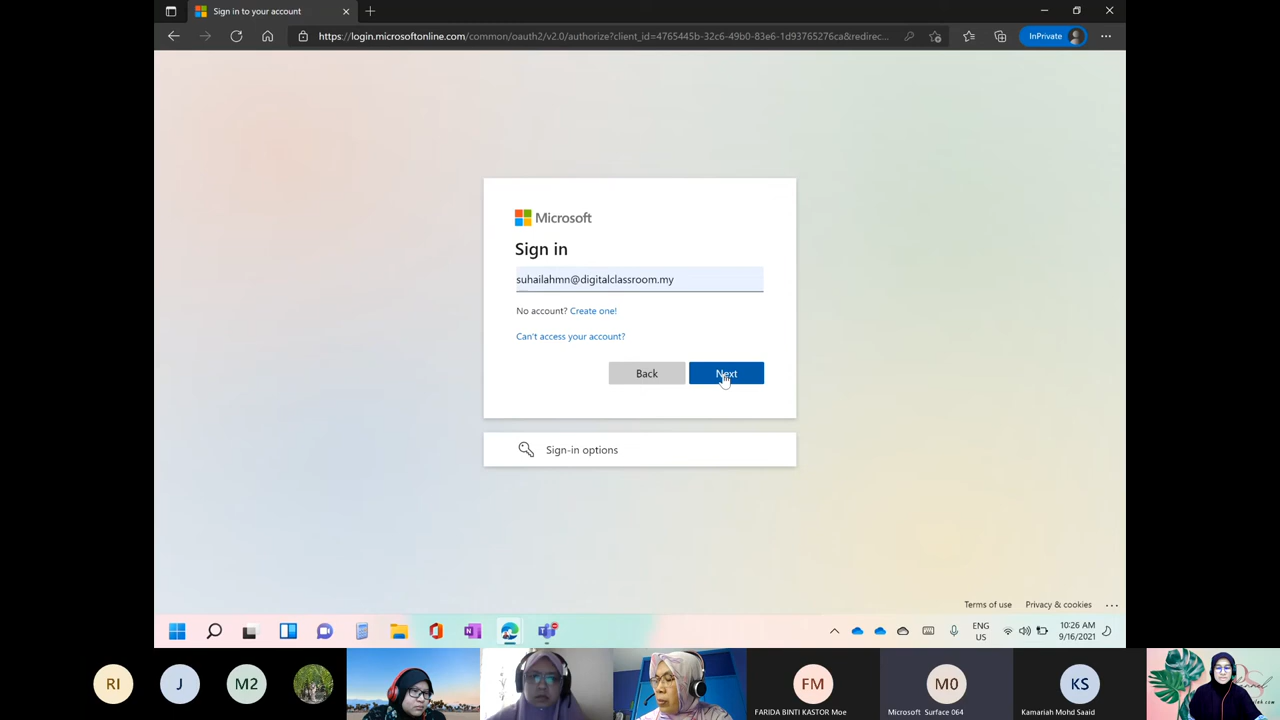 Sign in to your account
https://login.microsoftonline.com/common/oauth2/v2.0/authorize?client_id=4765445b-32c6-49b0-83e6-1d93765276ca&redirec...
InPrivate
Microsoft
Sign in
suhailahmn@digitalclassroom.my
No account? Create one!
Can't access your account?
Back
Next
Sign-in options
Terms of use
Privacy & cookies
ENG
US
10:26 AM
9/16/2021
RI
J
M2
FM
FARIDA BINTI KASTOR Moe
M0
Microsoft Surface 064
KS
Kamariah Mohd Saaid